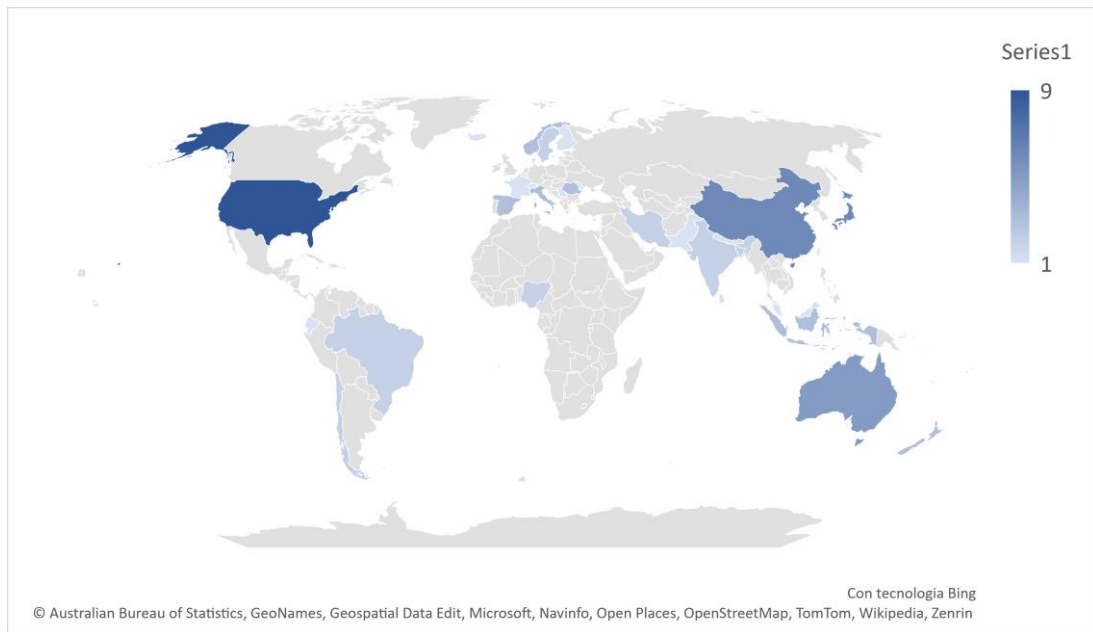 Series1
9
1
Con tecnologia Bing
© Australian Bureau of Statistics, GeoNames, Geospatial Data Edit, Microsoft, Navinfo, Open Places, OpenStreetMap, TomTom, Wikipedia, Zenrin